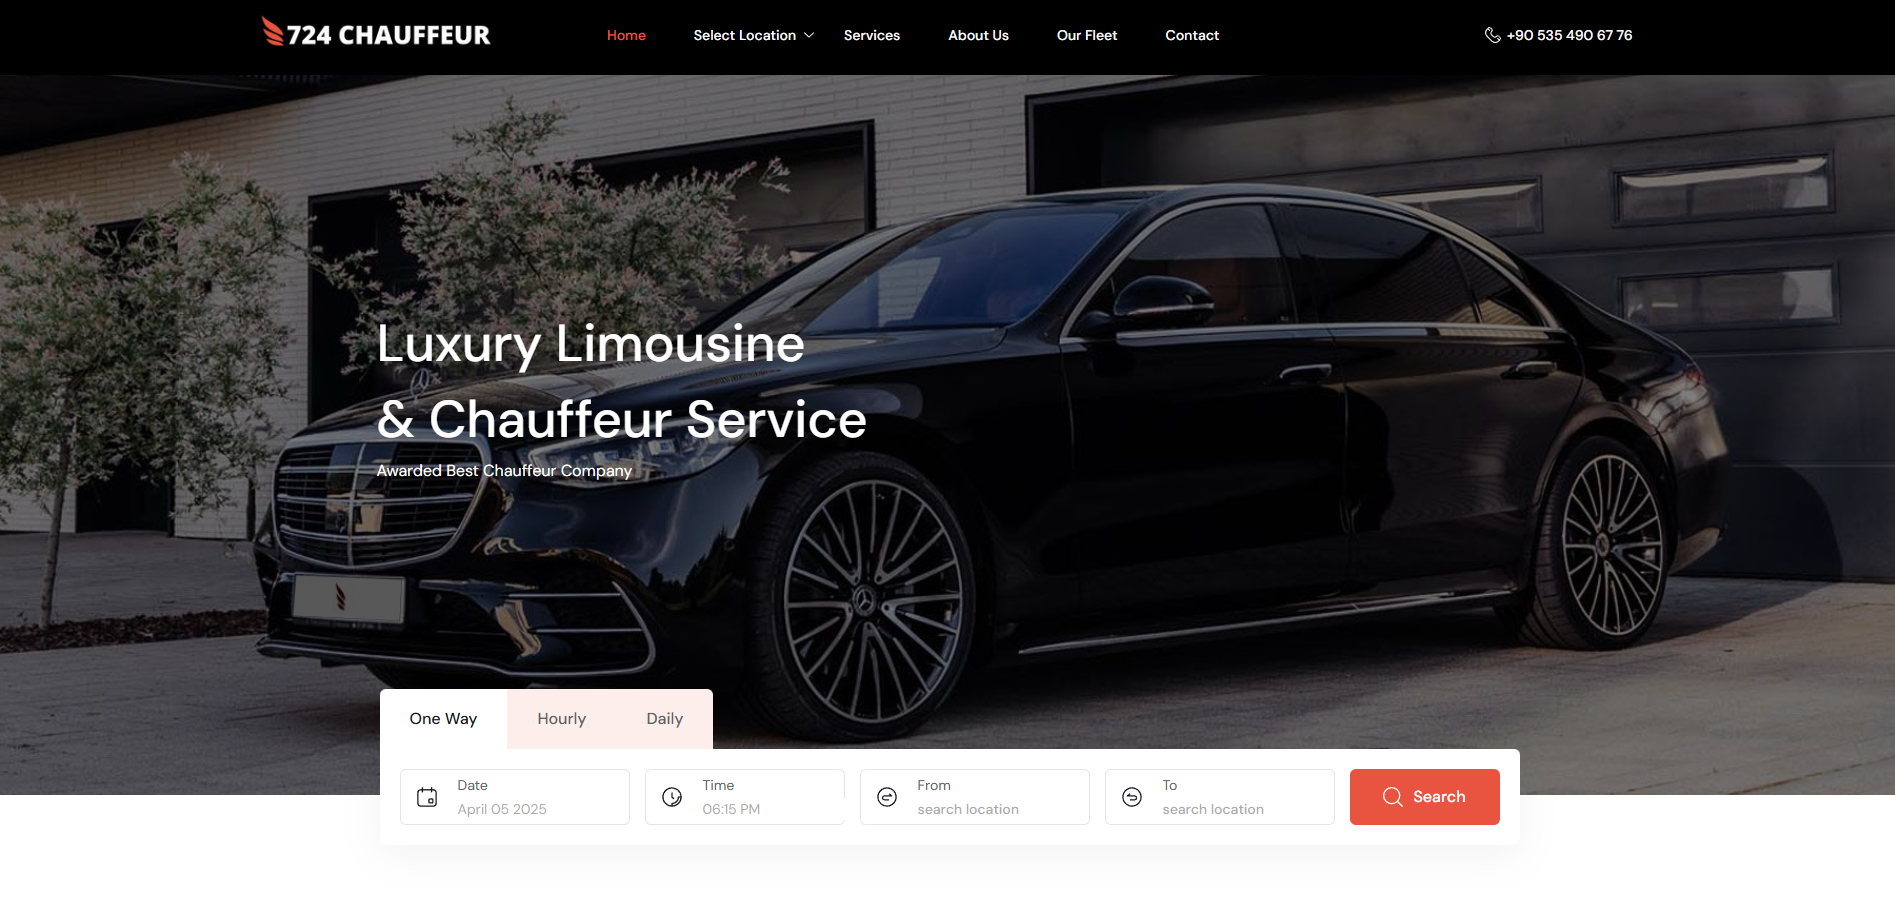 724 CHAUFFEUR
Home
Select Location
Services
About Us
Our Fleet
Contact
+90 535 490 67 76
Luxury Limousine
& Chauffeur Service
Awarded Best Chauffeur Company
One Way
Hourly
Daily
Date
April 05 2025
Time
06:15 PM
From
search location
To
search location
Search